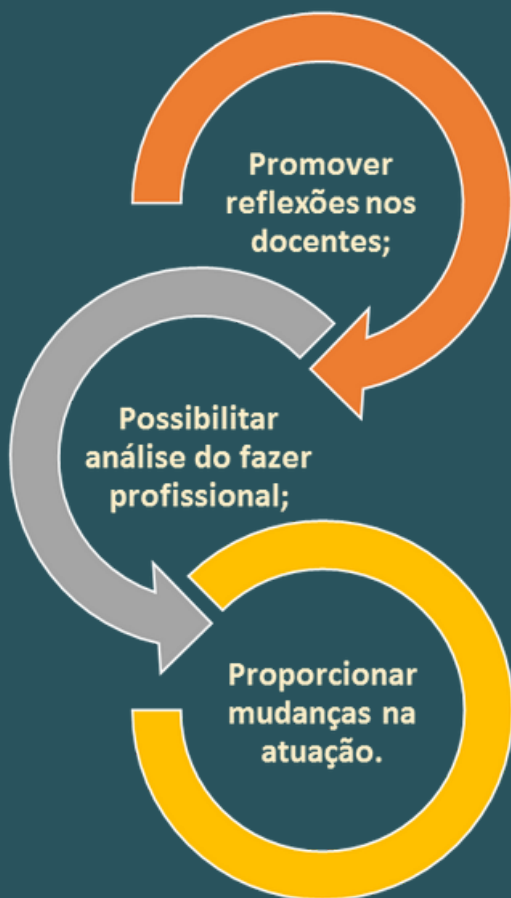 Promover
reflexões nos
docentes;
Possibilitar
análise do fazer
profissional;
Proporcionar
mudanças na
atuação.